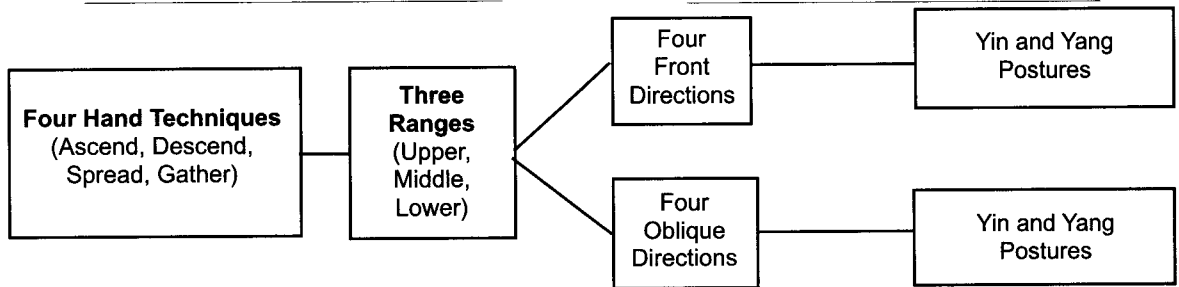 Four Hand Techniques
(Ascend, Descend,
Spread, Gather)
Three
Ranges
(Upper,
Middle,
Lower)
Four
Front
Directions
Yin and Yang
Postures
Four
Oblique
Directions
Yin and Yang
Postures